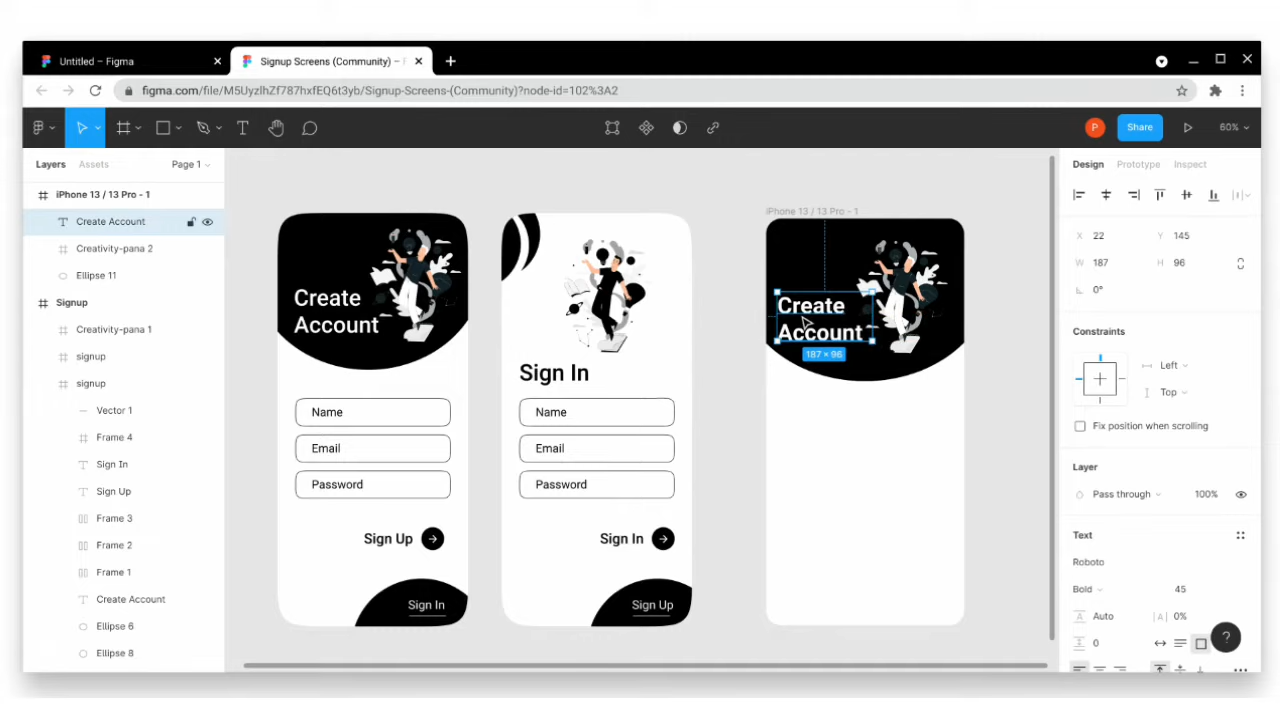 Untitled – Figma
Signup Screens (Community) –
figma.com/file/M5UyzlhZf787hxfEQ6t3yb/Signup-Screens-(Community)?node-id=102%3A2
P
Share
60%
Layers
Assets
Page 1
iPhone 13 / 13 Pro - 1
Create Account
Creativity-pana 2
Ellipse 11
Signup
Creativity-pana 1
signup
signup
Vector 1
Frame 4
Sign In
Sign Up
Frame 3
Frame 2
Frame 1
Create Account
Ellipse 6
Ellipse 8
Create
Account
Name
Email
Password
Sign Up
Sign In
Sign In
Name
Email
Password
Sign In
Sign Up
iPhone 13 / 13 Pro - 1
Create
Account
187 × 96
Design
Prototype
Inspect
X 22 Y 145
W 187 H 96
0°
Constraints
Left
Top
Fix position when scrolling
Layer
Pass through 100%
Text
Roboto
Bold 45
A Auto |A| 0%
0
?